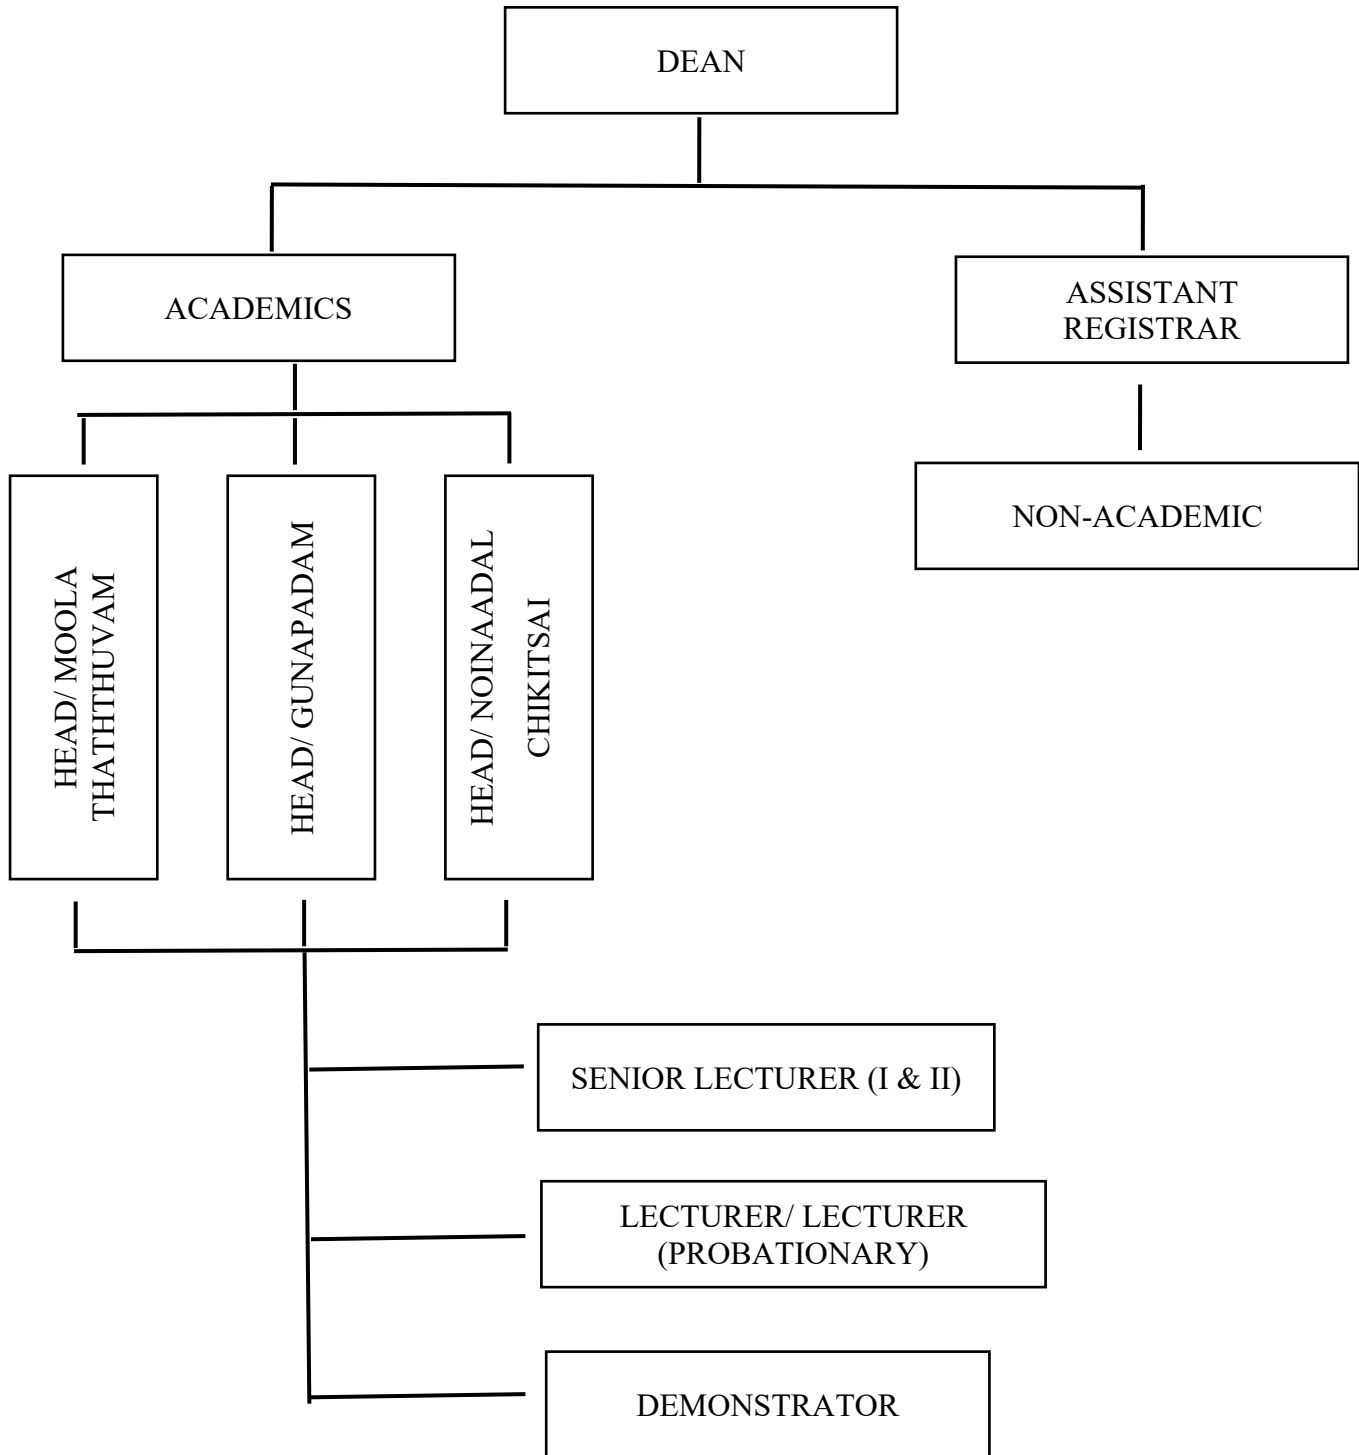 DEAN
ACADEMICS
ASSISTANT
REGISTRAR
HEAD/ MOOLA
THATHTHUVAM
HEAD/ GUNAPADAM
HEAD/ NOINAADAL
CHIKITSAI
NON-ACADEMIC
SENIOR LECTURER (I & II)
LECTURER/ LECTURER
(PROBATIONARY)
DEMONSTRATOR